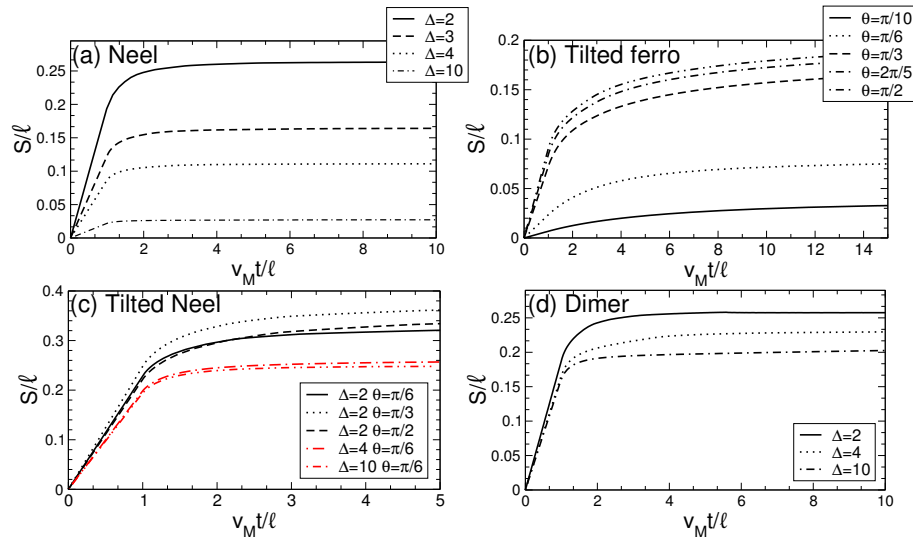 (a) Neel
Δ=2
Δ=3
Δ=4
Δ=10
S/ℓ
0.25
0.2
0.15
0.1
0.05
0
0 2 4 6 8 10
v_M t/ℓ
(b) Tilted ferro
θ=π/10
θ=π/6
θ=π/3
θ=2π/5
θ=π/2
S/ℓ
0.2
0.15
0.1
0.05
0
0 2 4 6 8 10 12 14
v_M t/ℓ
(c) Tilted Neel
S/ℓ
0.4
0.3
0.2
0.1
0
Δ=2 θ=π/6
Δ=2 θ=π/3
Δ=2 θ=π/2
Δ=4 θ=π/6
Δ=10 θ=π/6
0 1 2 3 4 5
v_M t/ℓ
(d) Dimer
S/ℓ
0.25
0.2
0.15
0.1
0.05
0
Δ=2
Δ=4
Δ=10
0 2 4 6 8 10
v_M t/ℓ